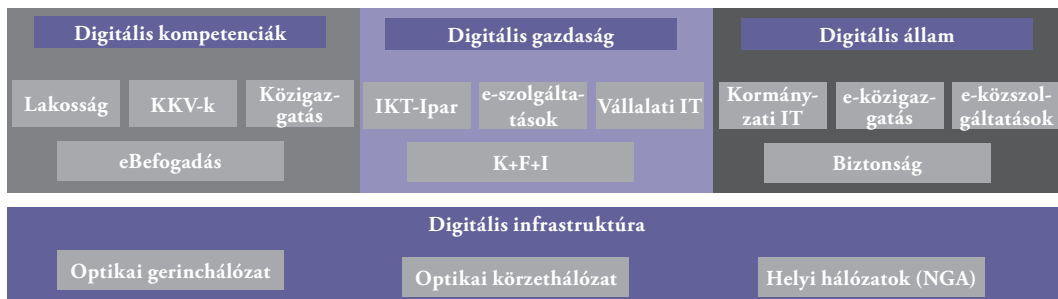 Digitális kompetenciák
Lakosság
KKV-k
Közigaz-
gatás
eBefogadás
Digitális gazdaság
IKT-Ipar
e-szolgálta-
tások
Vállalati IT
K+F+I
Digitális állam
Kormány-
zati IT
e-közigaz-
gatás
e-közszol-
gáltatások
Biztonság
Digitális infrastruktúra
Optikai gerinchálózat
Optikai körzethálózat
Helyi hálózatok (NGA)